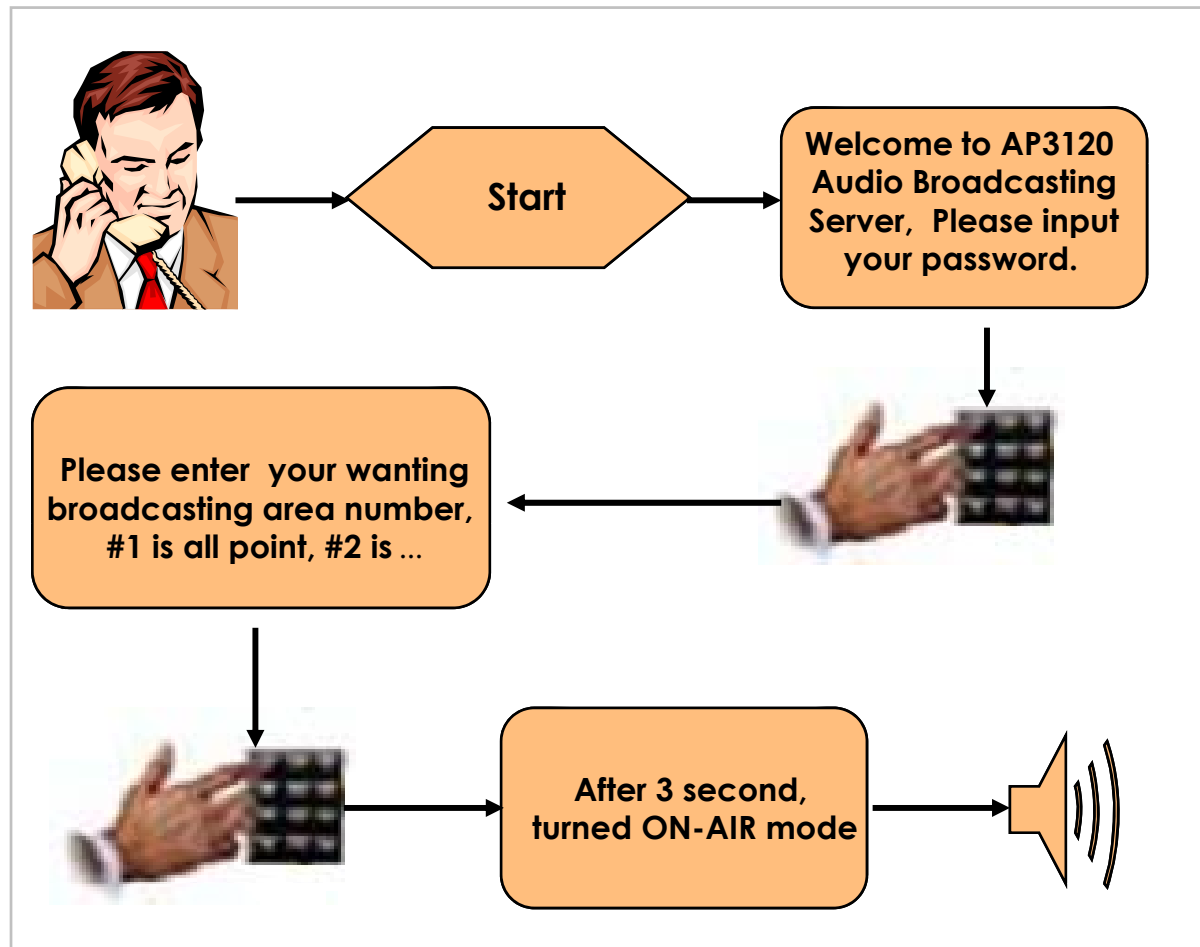 Start
Welcome to AP3120
Audio Broadcasting
Server, Please input
your password.
Please enter your wanting
broadcasting area number,
#1 is all point, #2 is ...
After 3 second,
turned ON-AIR mode